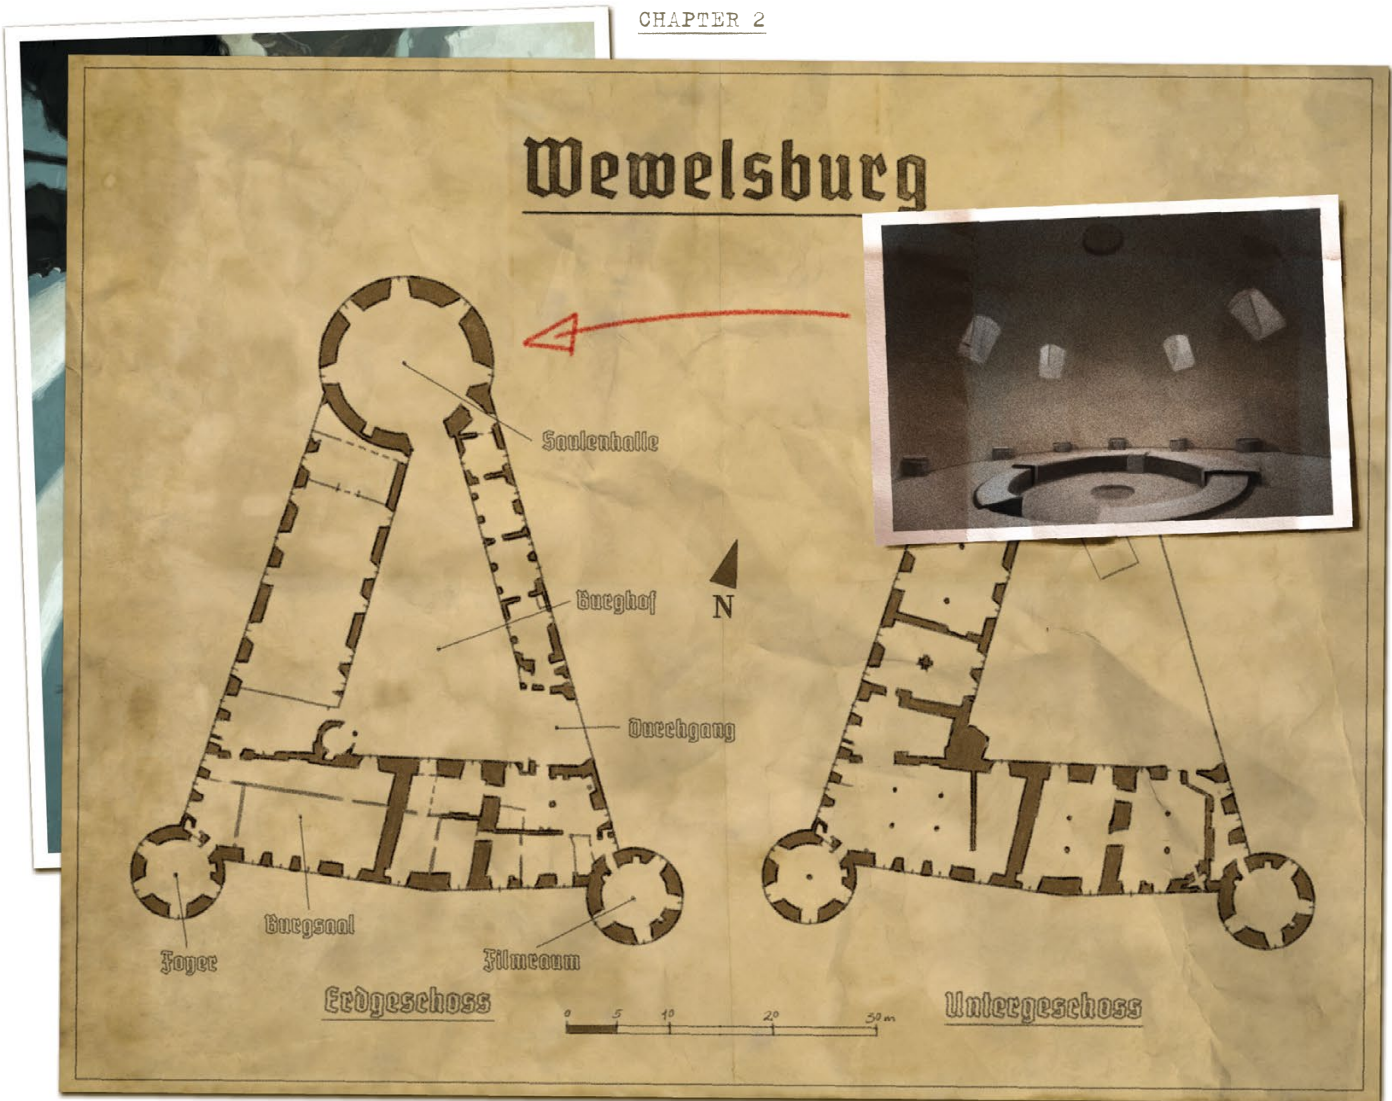 CHAPTER 2
Wewelsburg
Saulenhalle
Burghof
N
Durchgang
Burgsaal
Foyer
Filmraum
Erdgeschoss
Untergeschoss
0 5 10 20 30 m